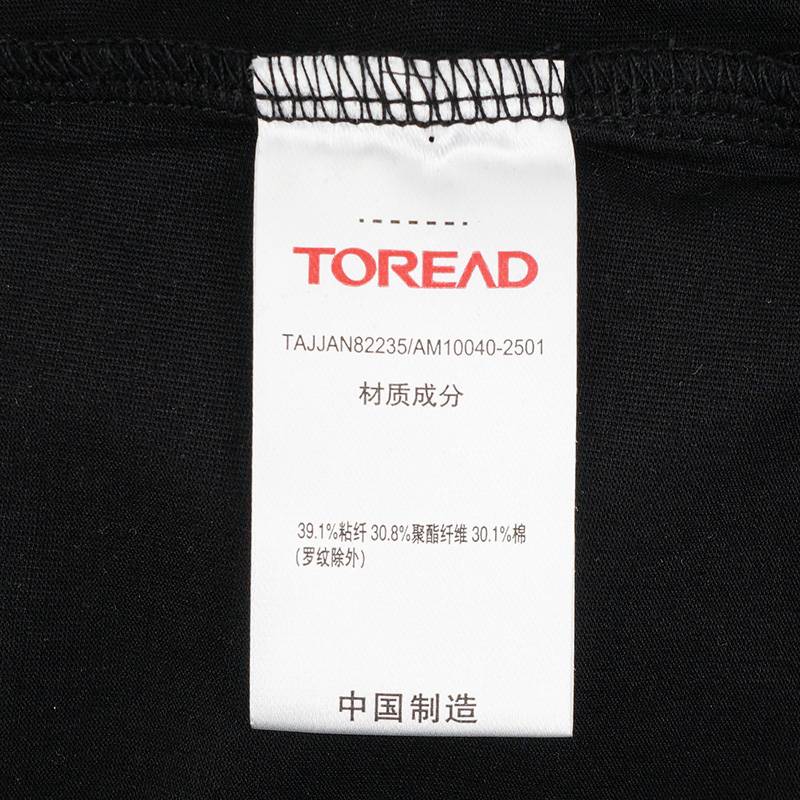 TOREAD
TAJJAN82235/AM10040-2501
材质成分
39.1%粘纤 30.8%聚酯纤维 30.1%棉
(罗纹除外)
中国制造